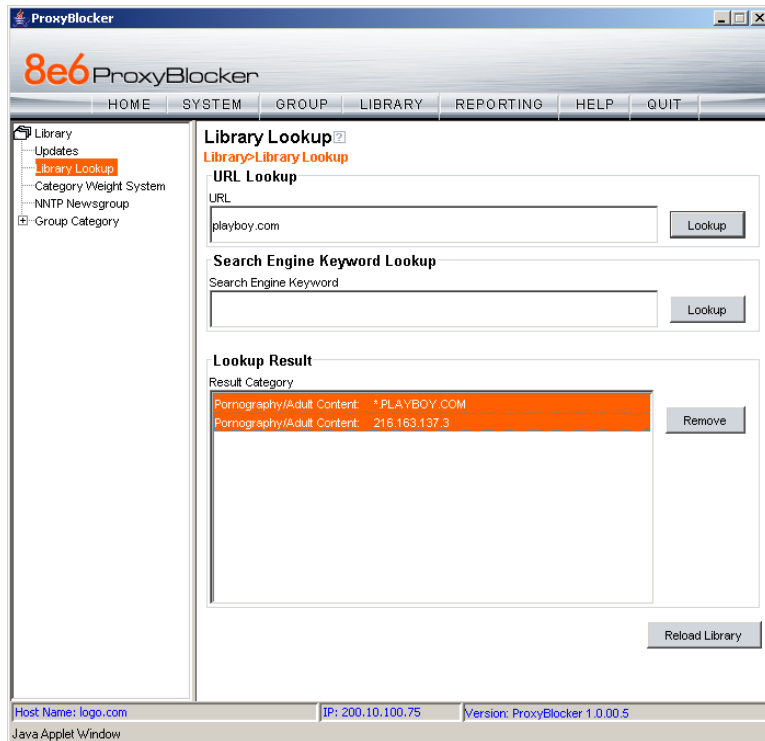 ProxyBlocker
8e6 ProxyBlocker
HOME SYSTEM GROUP LIBRARY REPORTING HELP QUIT
Library
Updates
Library Lookup
Category Weight System
NNTP Newsgroup
Group Category
Library Lookup?
Library>Library Lookup
URL Lookup
URL
playboy.com
Lookup
Search Engine Keyword Lookup
Search Engine Keyword
Lookup
Lookup Result
Result Category
Pornography/Adult Content: *.PLAYBOY.COM
Pornography/Adult Content: 216.163.137.3
Remove
Reload Library
Host Name: logo.com IP: 200.10.100.75 Version: ProxyBlocker 1.0.00.5
Java Applet Window